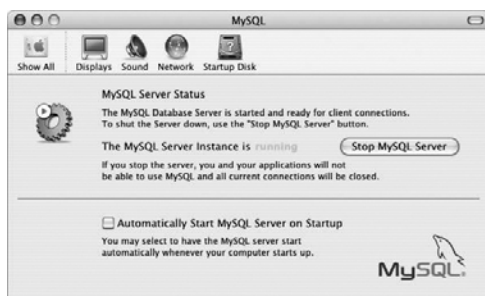 MySQL
Show All Displays Sound Network Startup Disk
MySQL Server Status
The MySQL Database Server is started and ready for client connections.
To shut the Server down, use the "Stop MySQL Server" button.
The MySQL Server Instance is running Stop MySQL Server
If you stop the server, you and your applications will not
be able to use MySQL and all current connections will be closed.
Automatically Start MySQL Server on Startup
You may select to have the MySQL server start
automatically whenever your computer starts up.
MySQL.